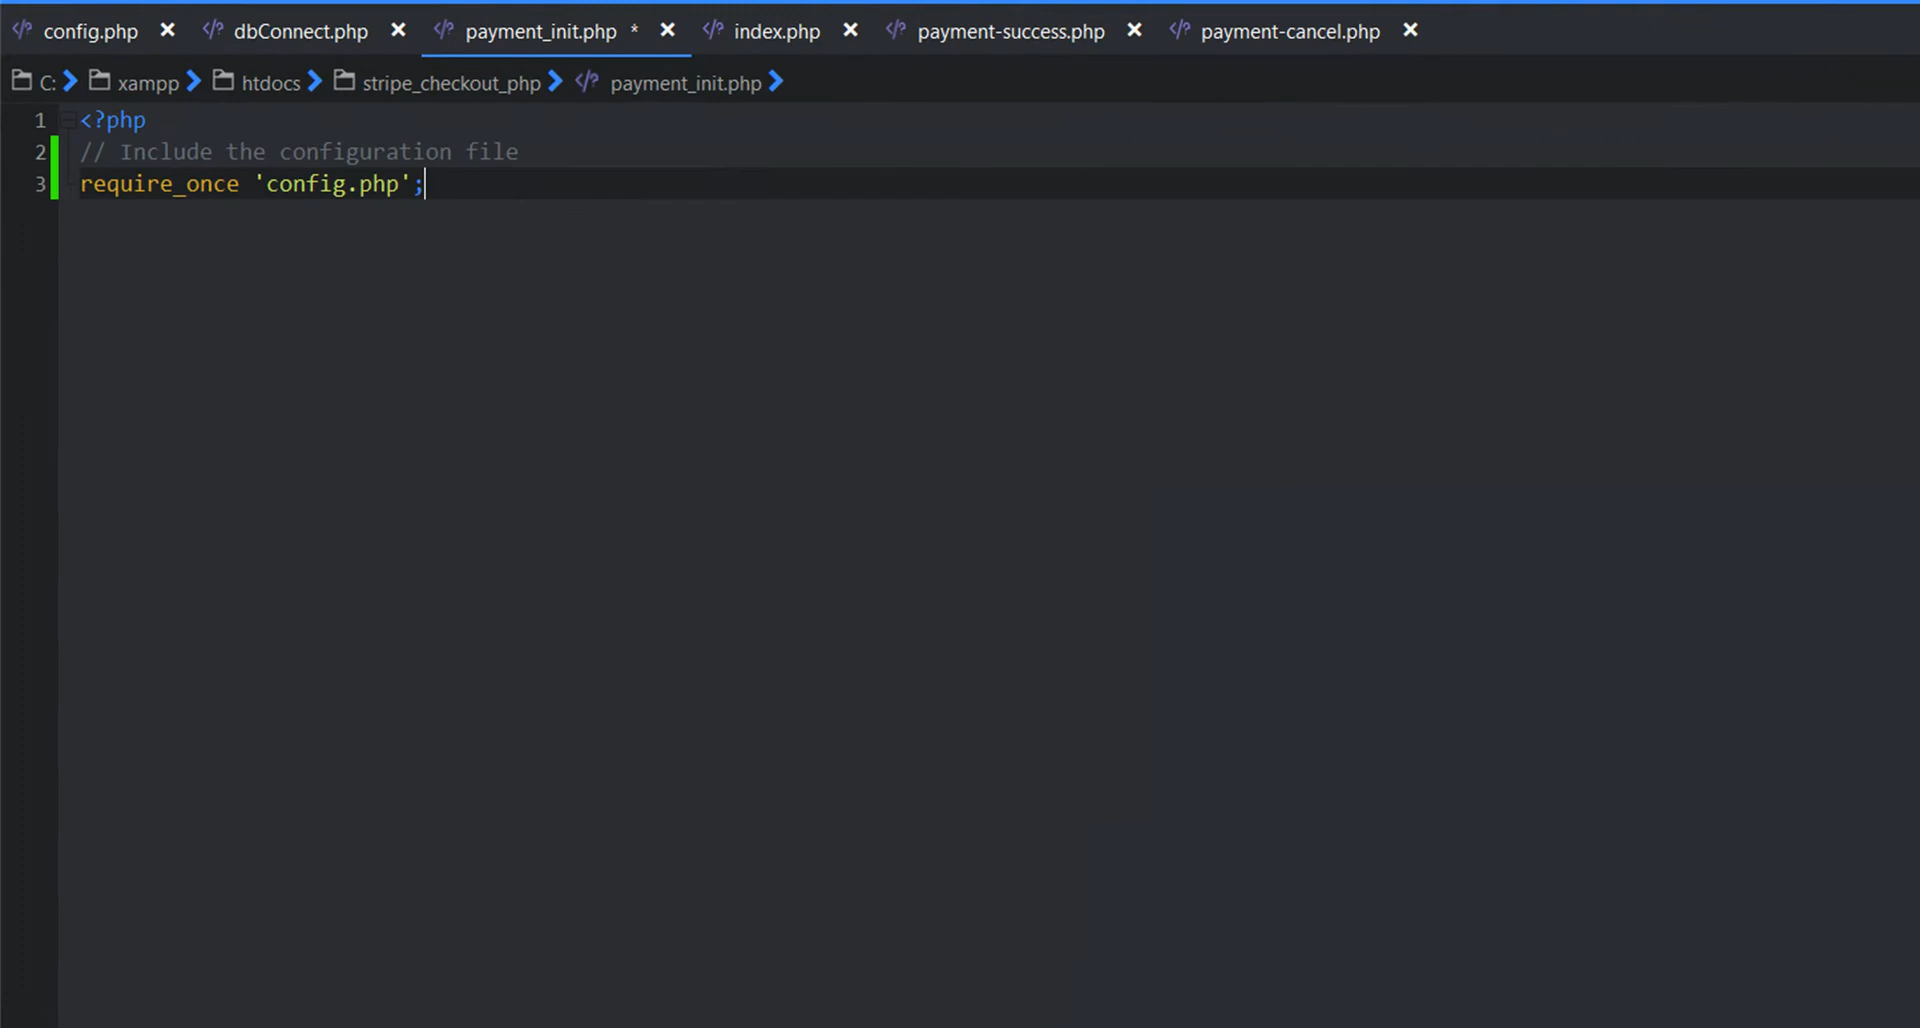 config.php × dbConnect.php × payment_init.php * × index.php × payment-success.php × payment-cancel.php ×
C: xampp htdocs stripe_checkout_php payment_init.php
1 <?php
2 // Include the configuration file
3 require_once 'config.php';